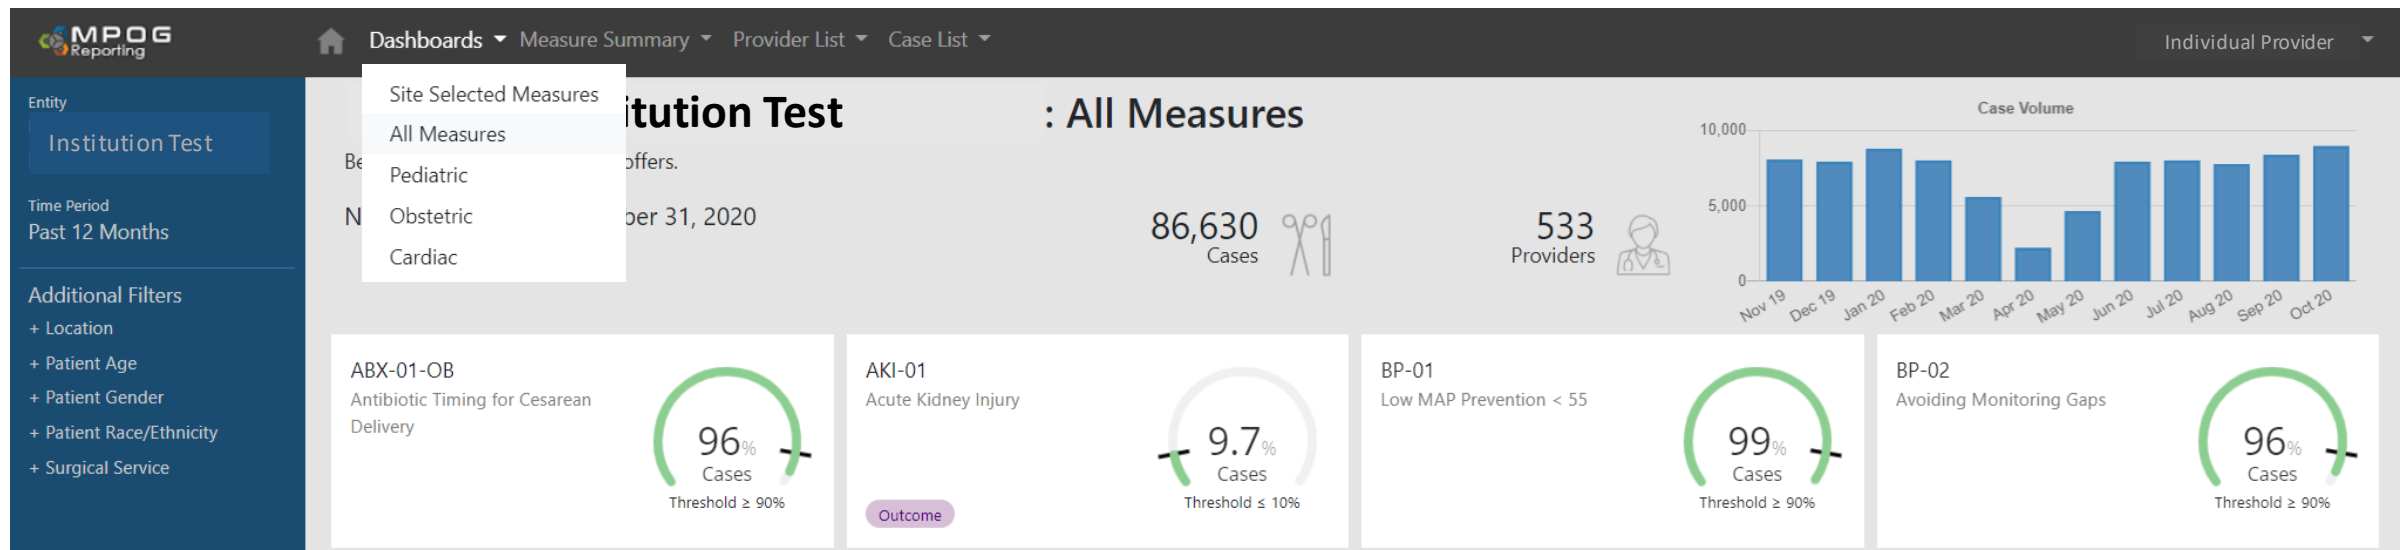 MPOG
Reporting
Dashboards
Measure Summary
Provider List
Case List
Individual Provider
Entity
Institution Test
Time Period
Past 12 Months
Additional Filters
+ Location
+ Patient Age
+ Patient Gender
+ Patient Race/Ethnicity
+ Surgical Service
Site Selected Measures
All Measures
Pediatric
Obstetric
Cardiac
itution Test : All Measures
Be offers.
N ber 31, 2020
86,630
Cases
533
Providers
Case Volume
10,000
5,000
0
Nov 19
Dec 19
Jan 20
Feb 20
Mar 20
Apr 20
May 20
Jun 20
Jul 20
Aug 20
Sep 20
Oct 20
ABX-01-OB
Antibiotic Timing for Cesarean
Delivery
96%
Cases
Threshold ≥ 90%
AKI-01
Acute Kidney Injury
Outcome
9.7%
Cases
Threshold ≤ 10%
BP-01
Low MAP Prevention < 55
99%
Cases
Threshold ≥ 90%
BP-02
Avoiding Monitoring Gaps
96%
Cases
Threshold ≥ 90%